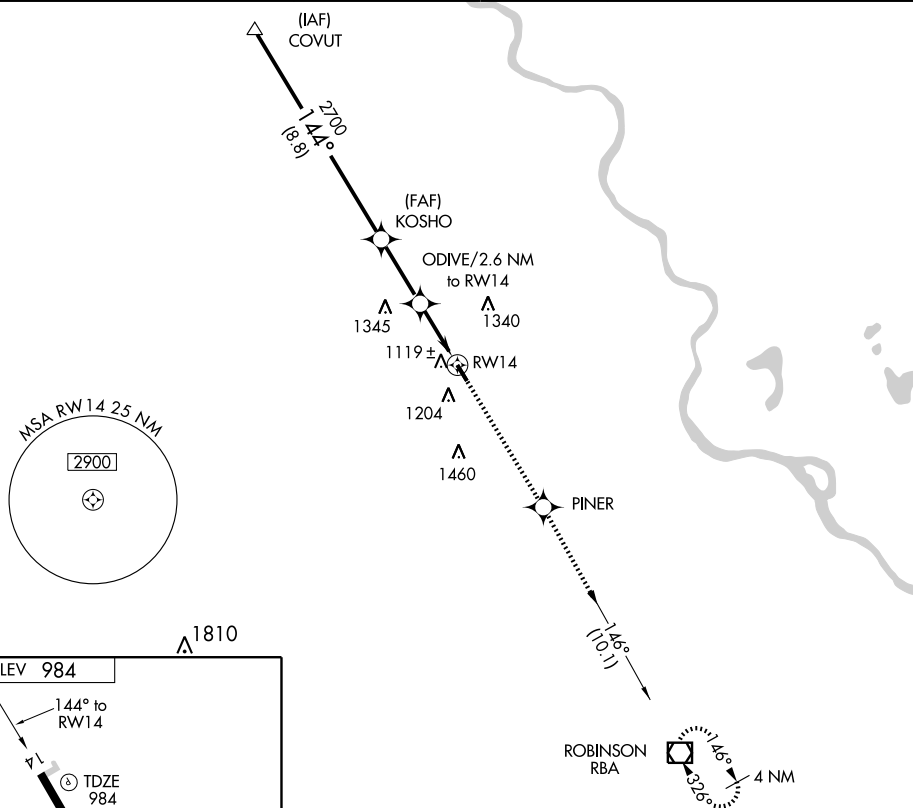 (IAF)
COVUT
2700
144°
(8.8)
(FAF)
KOSHO
ODIVE/2.6 NM
to RW14
1345
1340
1119 ±
RW14
1204
1460
MSA RW14 25 NM
2900
PINER
146°
(10.1)
1810
LEV 984
144° to
RW14
14
TDZE
984
ROBINSON
RBA
146°
326°
4 NM